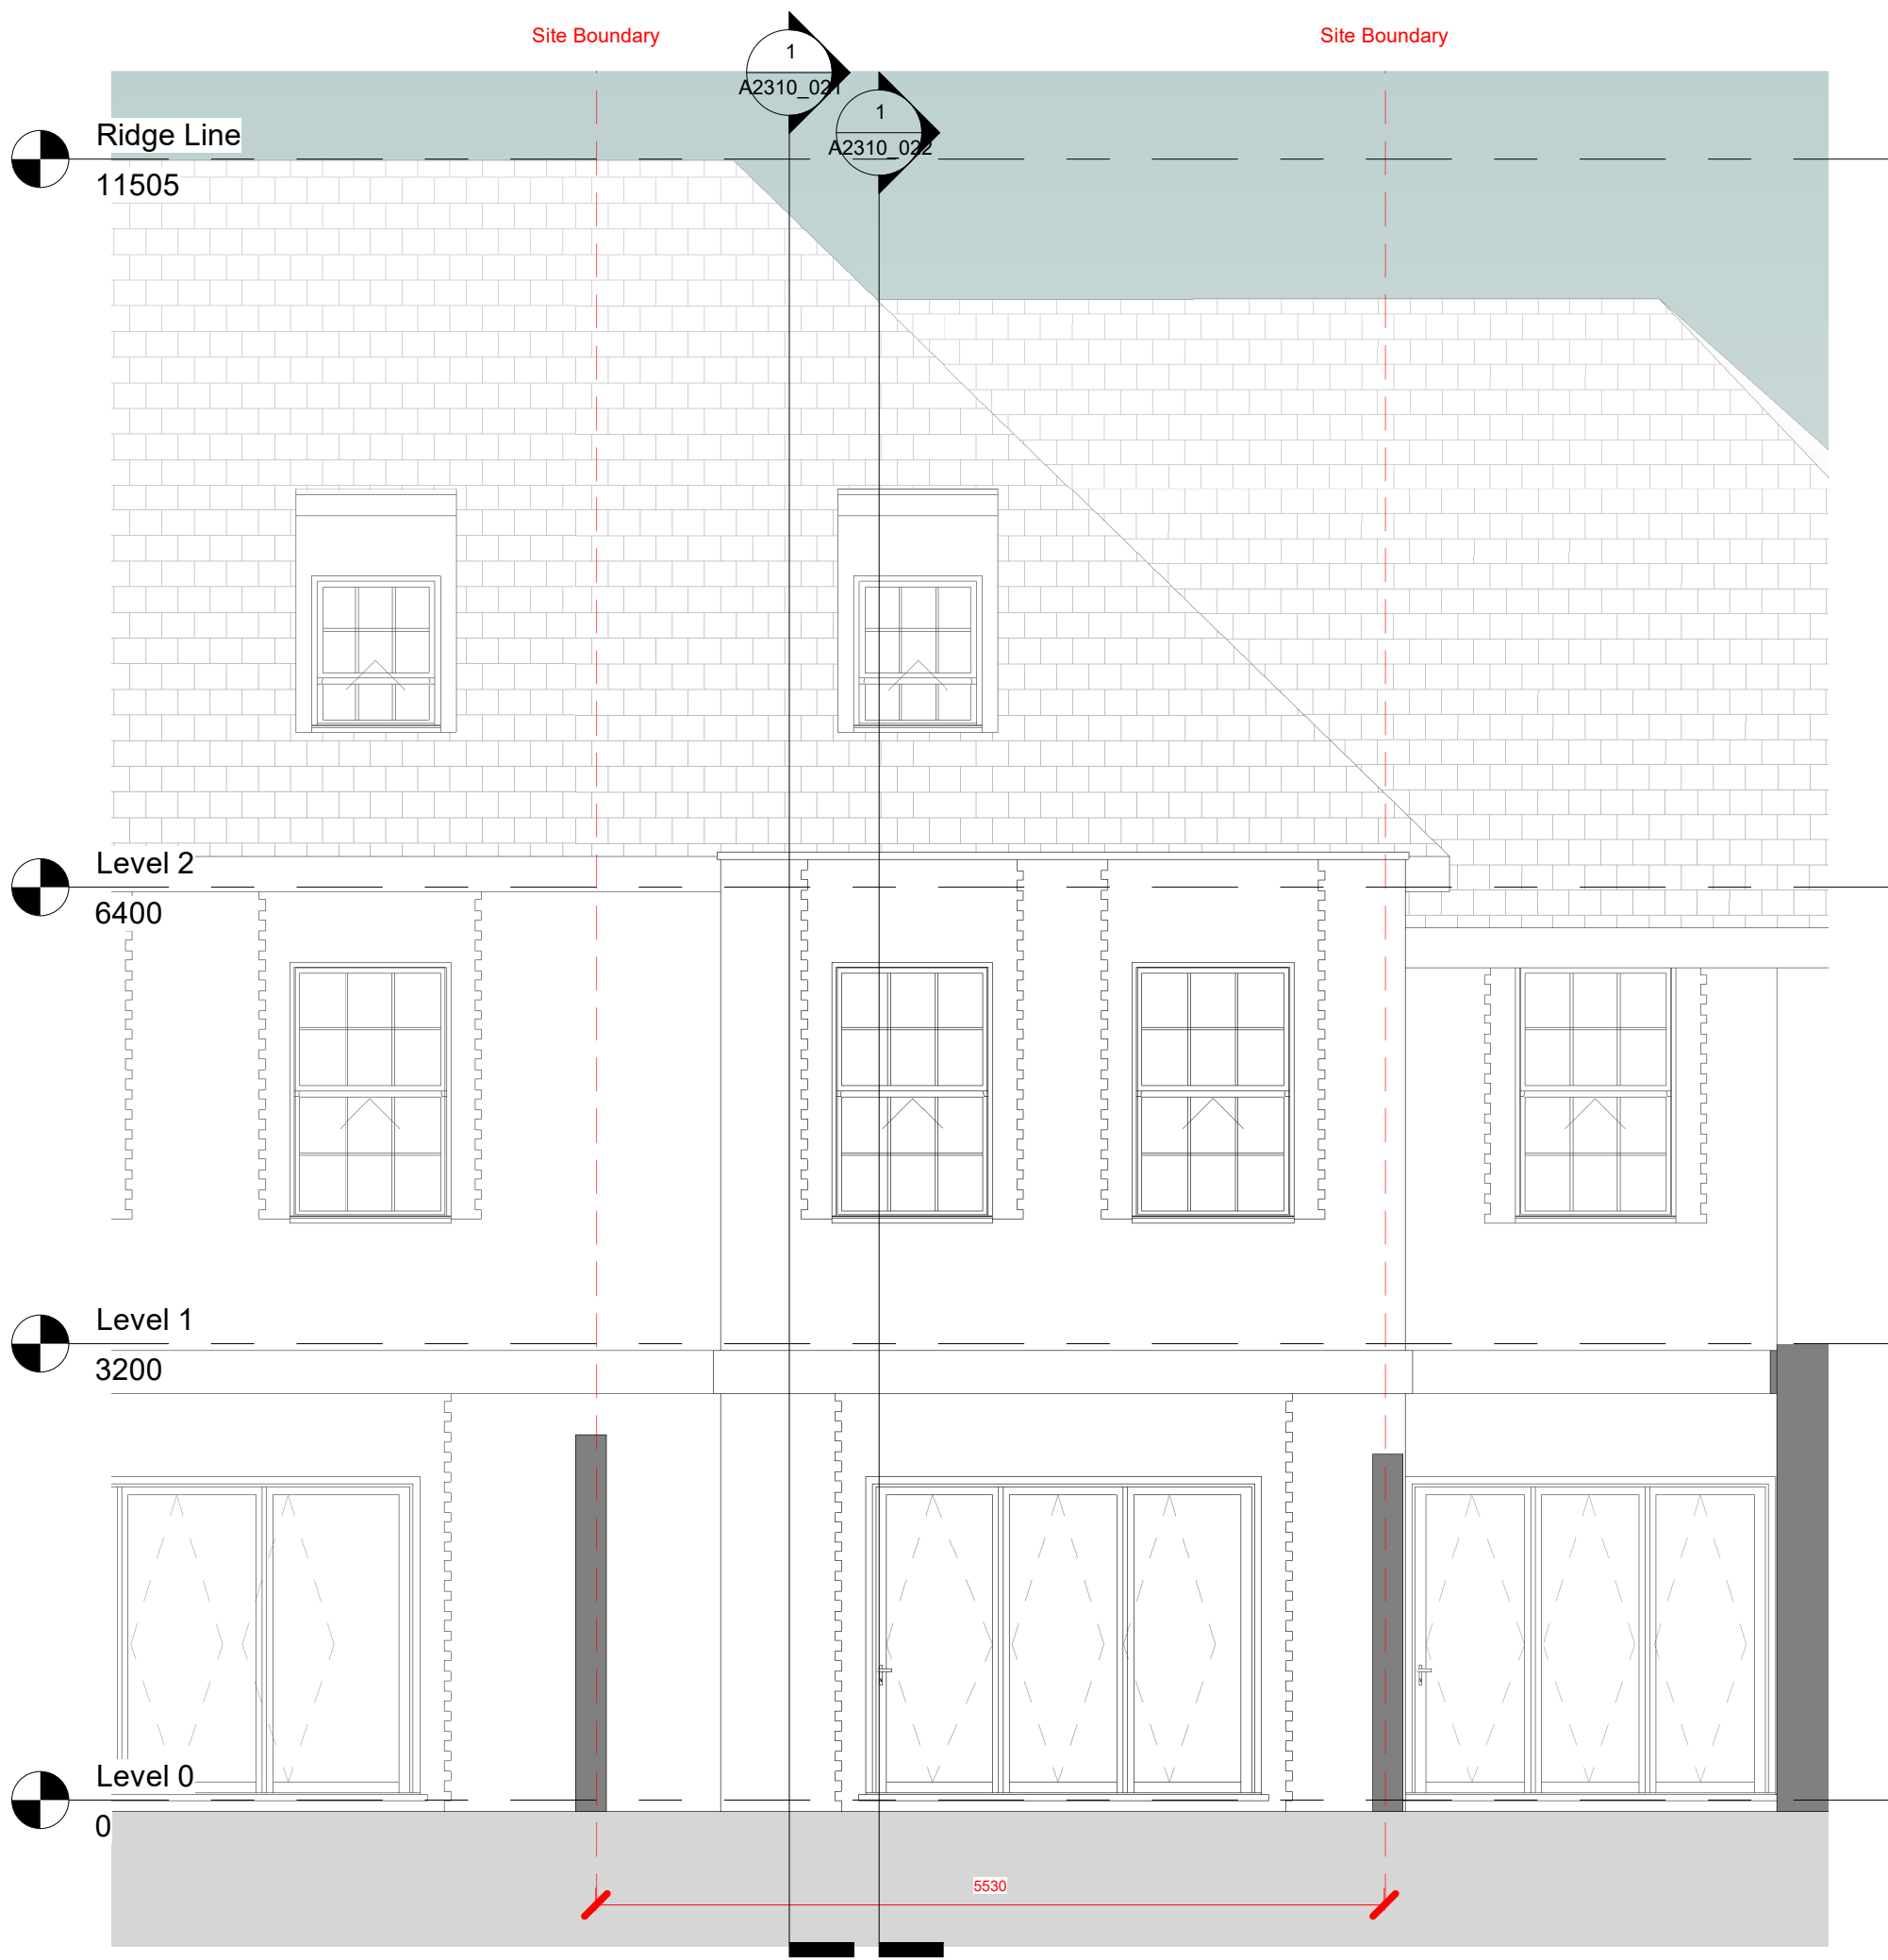 Site Boundary
Site Boundary
1
A2310_021
1
A2310_022
Ridge Line
11505
Level 2
6400
Level 1
3200
Level 0
0
5530